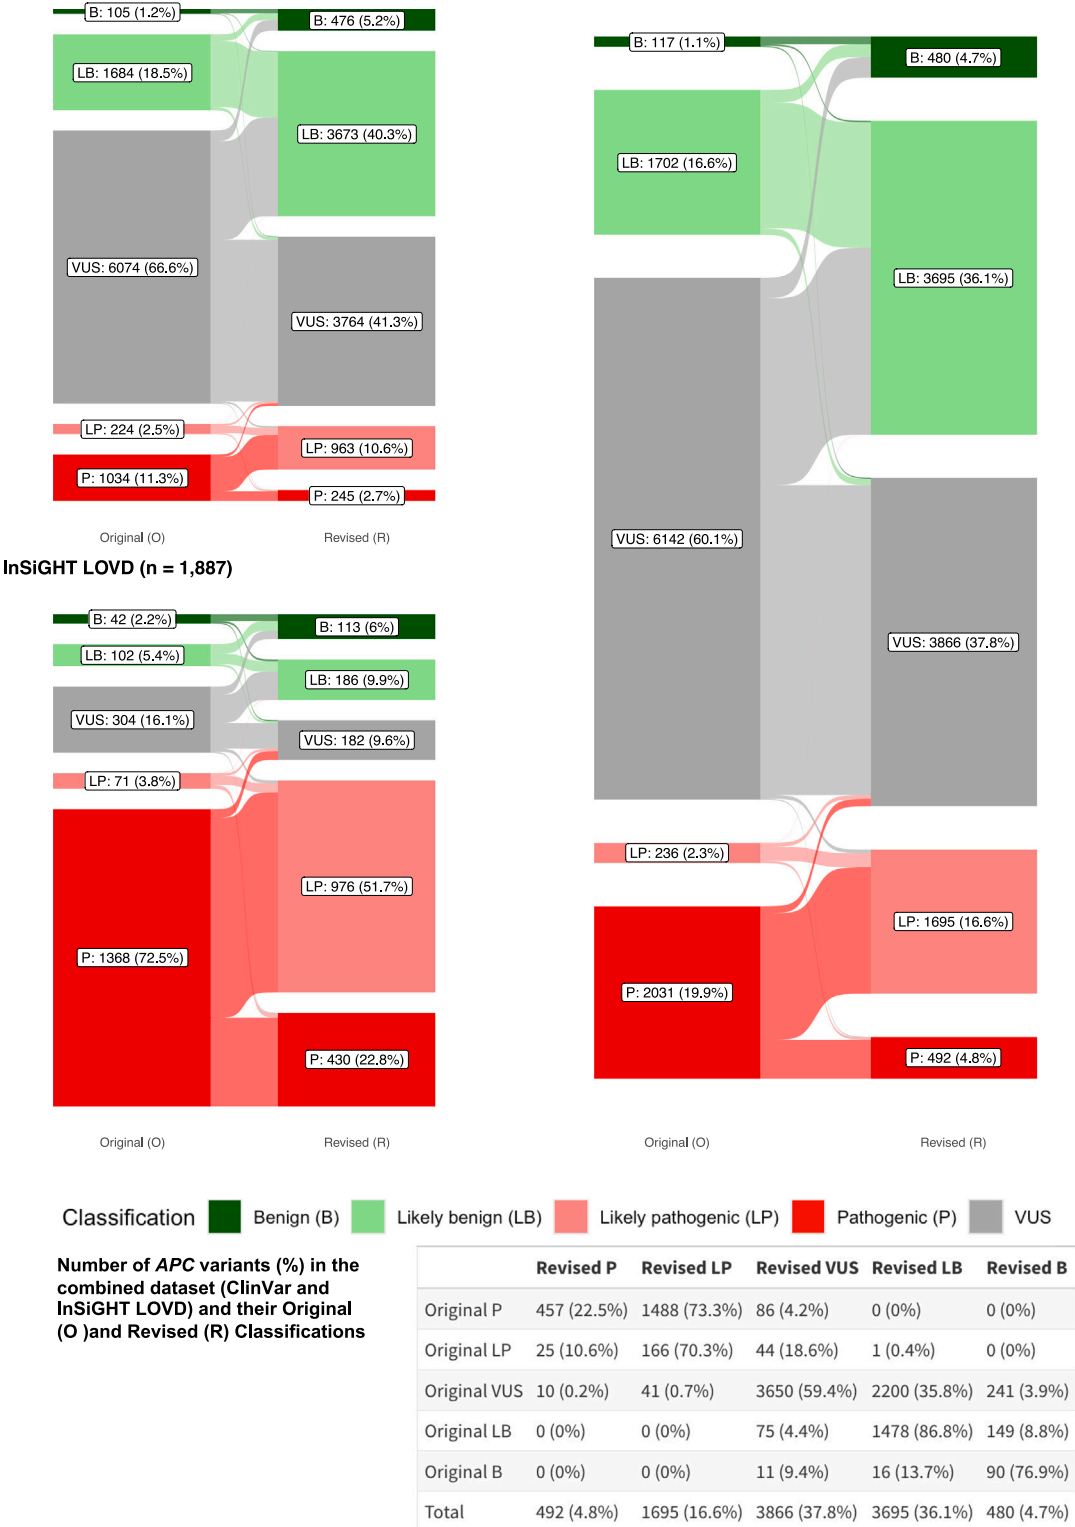 B: 105 (1.2%)
LB: 1684 (18.5%)
VUS: 6074 (66.6%)
LP: 224 (2.5%)
P: 1034 (11.3%)
B: 476 (5.2%)
LB: 3673 (40.3%)
VUS: 3764 (41.3%)
LP: 963 (10.6%)
P: 245 (2.7%)
Original (O) Revised (R)
InSiGHT LOVD (n = 1,887)
B: 42 (2.2%)
LB: 102 (5.4%)
VUS: 304 (16.1%)
LP: 71 (3.8%)
P: 1368 (72.5%)
B: 113 (6%)
LB: 186 (9.9%)
VUS: 182 (9.6%)
LP: 976 (51.7%)
P: 430 (22.8%)
Original (O) Revised (R)
B: 117 (1.1%)
LB: 1702 (16.6%)
VUS: 6142 (60.1%)
LP: 236 (2.3%)
P: 2031 (19.9%)
B: 480 (4.7%)
LB: 3695 (36.1%)
VUS: 3866 (37.8%)
LP: 1695 (16.6%)
P: 492 (4.8%)
Original (O) Revised (R)
Classification Benign (B) Likely benign (LB) Likely pathogenic (LP) Pathogenic (P) VUS
Number of APC variants (%) in the
combined dataset (ClinVar and
InSiGHT LOVD) and their Original
(O )and Revised (R) Classifications
Revised P Revised LP Revised VUS Revised LB Revised B
Original P 457 (22.5%) 1488 (73.3%) 86 (4.2%) 0 (0%) 0 (0%)
Original LP 25 (10.6%) 166 (70.3%) 44 (18.6%) 1 (0.4%) 0 (0%)
Original VUS 10 (0.2%) 41 (0.7%) 3650 (59.4%) 2200 (35.8%) 241 (3.9%)
Original LB 0 (0%) 0 (0%) 75 (4.4%) 1478 (86.8%) 149 (8.8%)
Original B 0 (0%) 0 (0%) 11 (9.4%) 16 (13.7%) 90 (76.9%)
Total 492 (4.8%) 1695 (16.6%) 3866 (37.8%) 3695 (36.1%) 480 (4.7%)